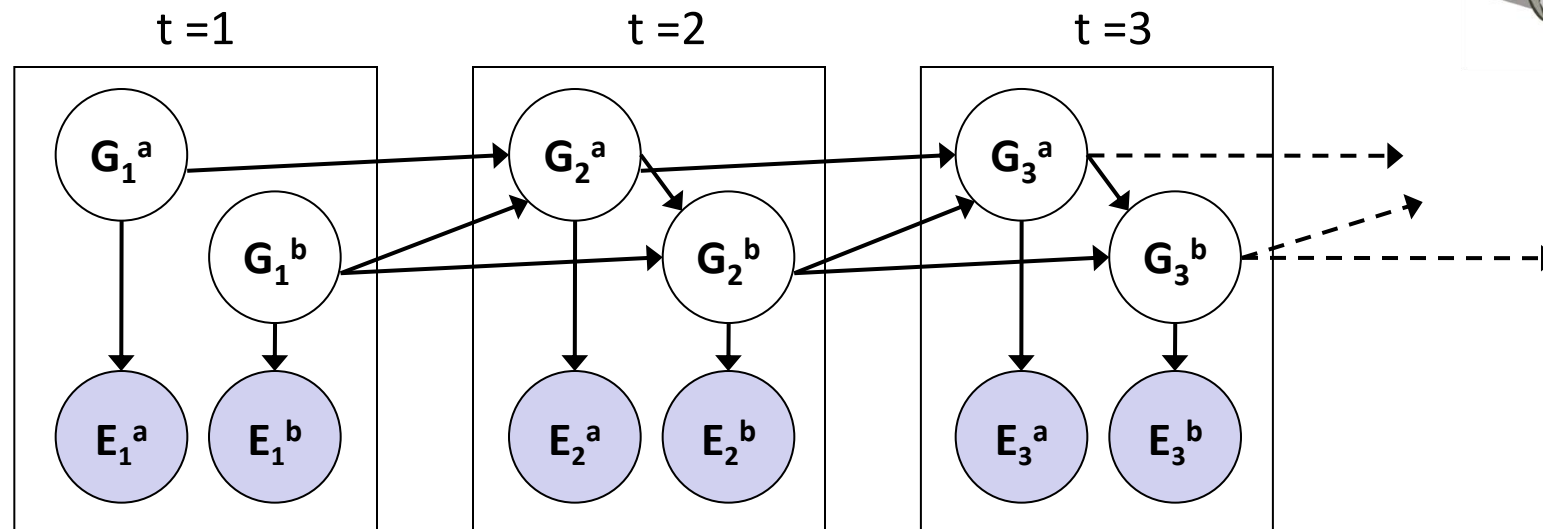 t =1 t =2 t =3
G₁ᵃ G₂ᵃ G₃ᵃ
G₁ᵇ G₂ᵇ G₃ᵇ
E₁ᵃ E₁ᵇ E₂ᵃ E₂ᵇ E₃ᵃ E₃ᵇ